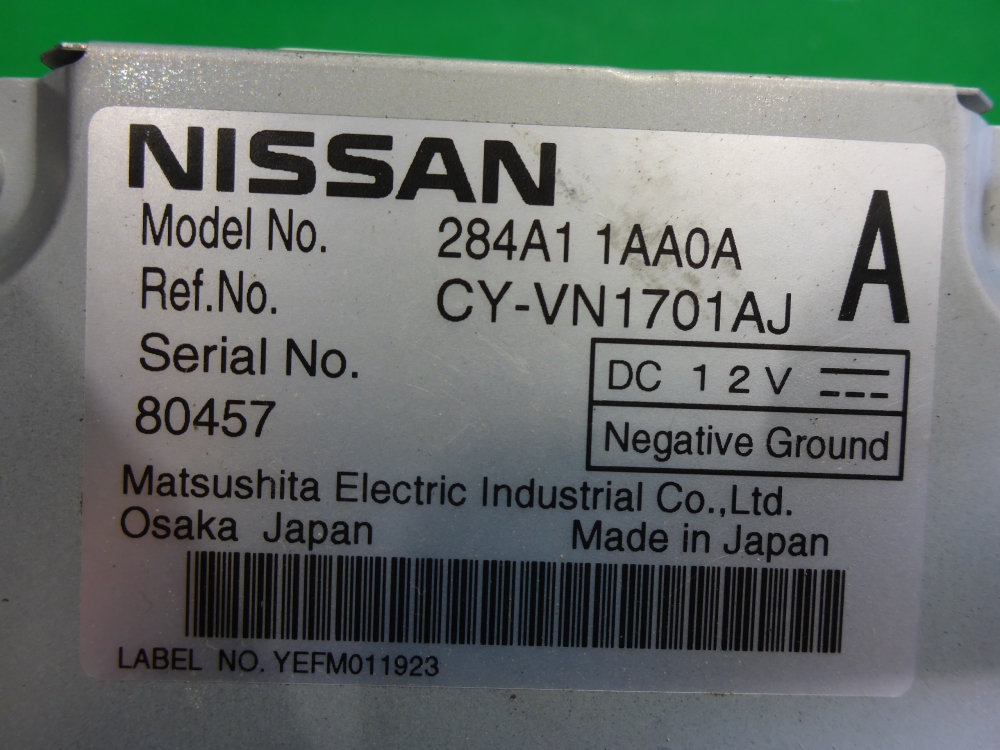 NISSAN
Model No. 284A1 1AA0A
A
Ref.No. CY-VN1701AJ
Serial No.
80457
DC 12V
Negative Ground
Matsushita Electric Industrial Co.,Ltd.
Osaka Japan Made in Japan
LABEL NO. YEFM011923